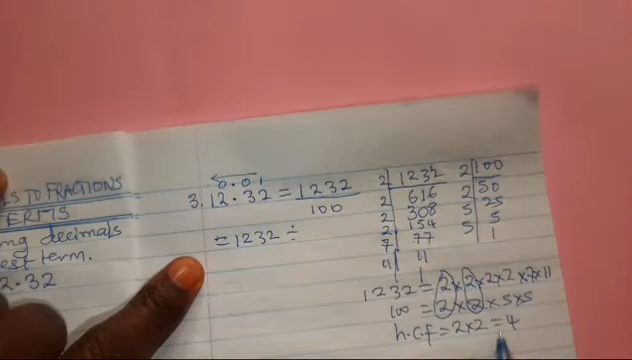 S TO FRACTIONS
ERMS
ng decimals
est term.
2.32
0.01
3. 12.32 = 1232
100
= 1232 ÷
2 1232
2 616
2 308
2 154
7 77
11 11
1
2 100
2 50
5 25
5 5
1
1232 = 2×2×2×2×7×11
100 = 2×2×5×5
h.c.f = 2×2 = 4